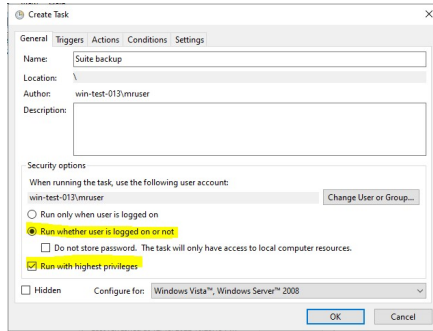 Create Task
General Triggers Actions Conditions Settings
Name: Suite backup
Location: \
Author: win-test-013\mruser
Description:
Security options
When running the task, use the following user account:
win-test-013\mruser Change User or Group...
Run only when user is logged on
Run whether user is logged on or not
Do not store password. The task will only have access to local computer resources.
Run with highest privileges
Hidden Configure for: Windows Vista™, Windows Server™ 2008
OK Cancel